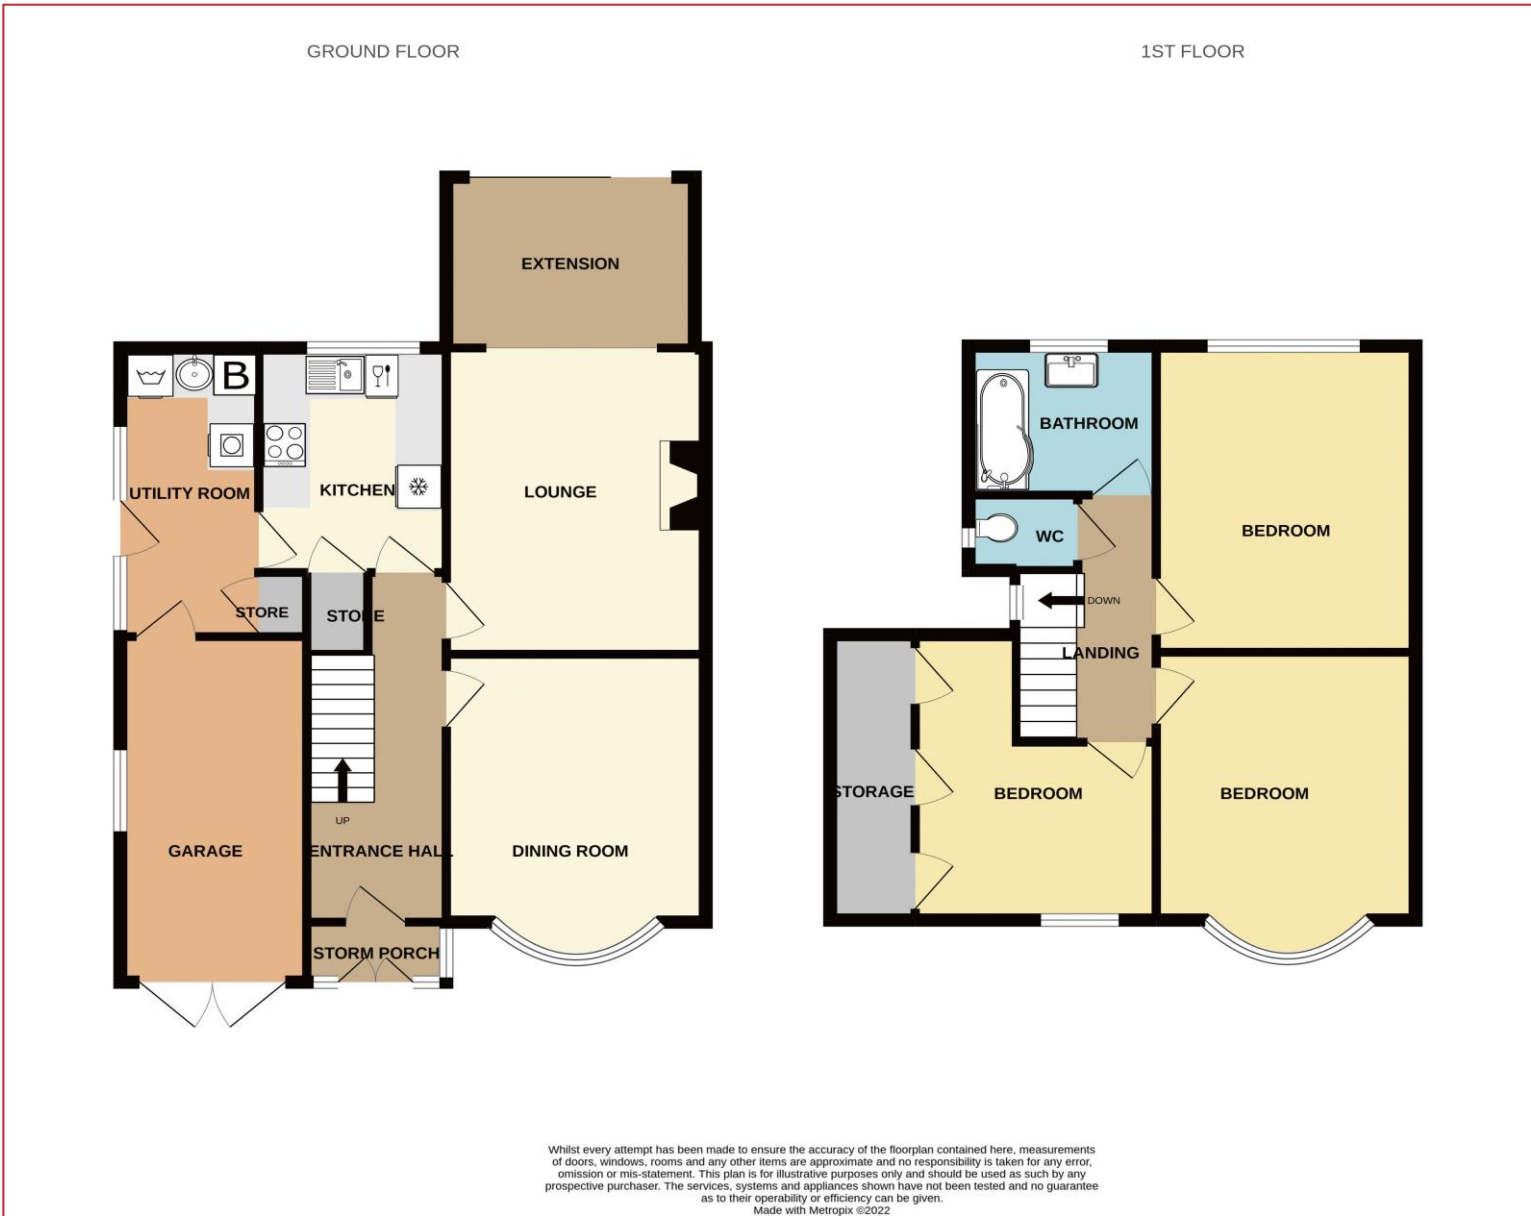 GROUND FLOOR
1ST FLOOR
EXTENSION
B
UTILITY ROOM
KITCHEN
LOUNGE
STORE
STORE
UP
GARAGE
ENTRANCE HALL
DINING ROOM
STORM PORCH
BATHROOM
WC
BEDROOM
DOWN
LANDING
STORAGE
BEDROOM
BEDROOM
Whilst every attempt has been made to ensure the accuracy of the floorplan contained here, measurements
of doors, windows, rooms and any other items are approximate and no responsibility is taken for any error,
omission or mis-statement. This plan is for illustrative purposes only and should be used as such by any
prospective purchaser. The services, systems and appliances shown have not been tested and no guarantee
as to their operability or efficiency can be given.
Made with Metropix ©2022